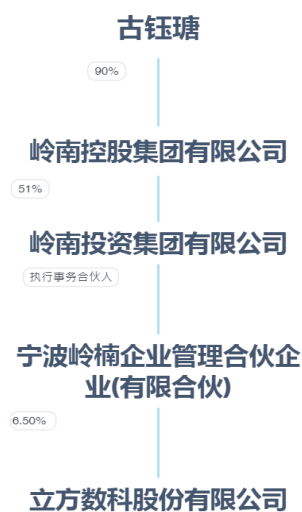 古钰瑭
90%
岭南控股集团有限公司
51%
岭南投资集团有限公司
执行事务合伙人
宁波岭楠企业管理合伙企
业(有限合伙)
6.50%
立方数科股份有限公司